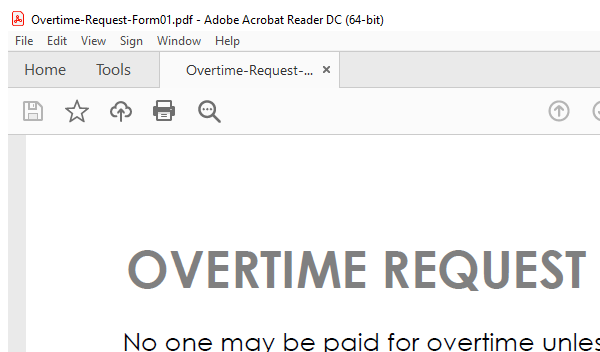 Overtime-Request-Form01.pdf - Adobe Acrobat Reader DC (64-bit)
File Edit View Sign Window Help
Home Tools Overtime-Request-... ×
OVERTIME REQUEST
No one may be paid for overtime unles